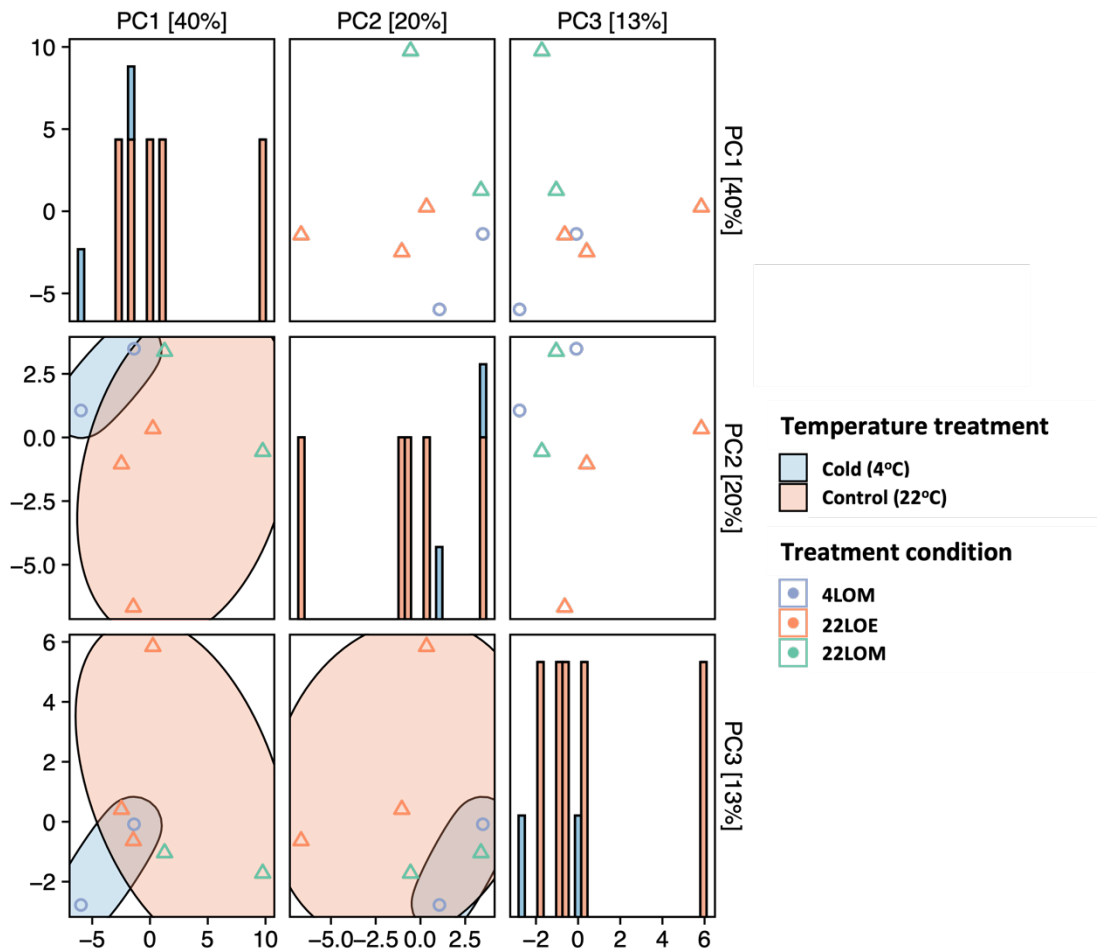 PC1 [40%] PC2 [20%] PC3 [13%]
10
5
0
−5
PC1 [40%]
2.5
0.0
−2.5
−5.0
PC2 [20%]
6
4
2
0
−2
PC3 [13%]
−5 0 5 10 −5.0 −2.5 0.0 2.5 −2 0 2 4 6
Temperature treatment
Cold (4°C)
Control (22°C)
Treatment condition
4LOM
22LOE
22LOM